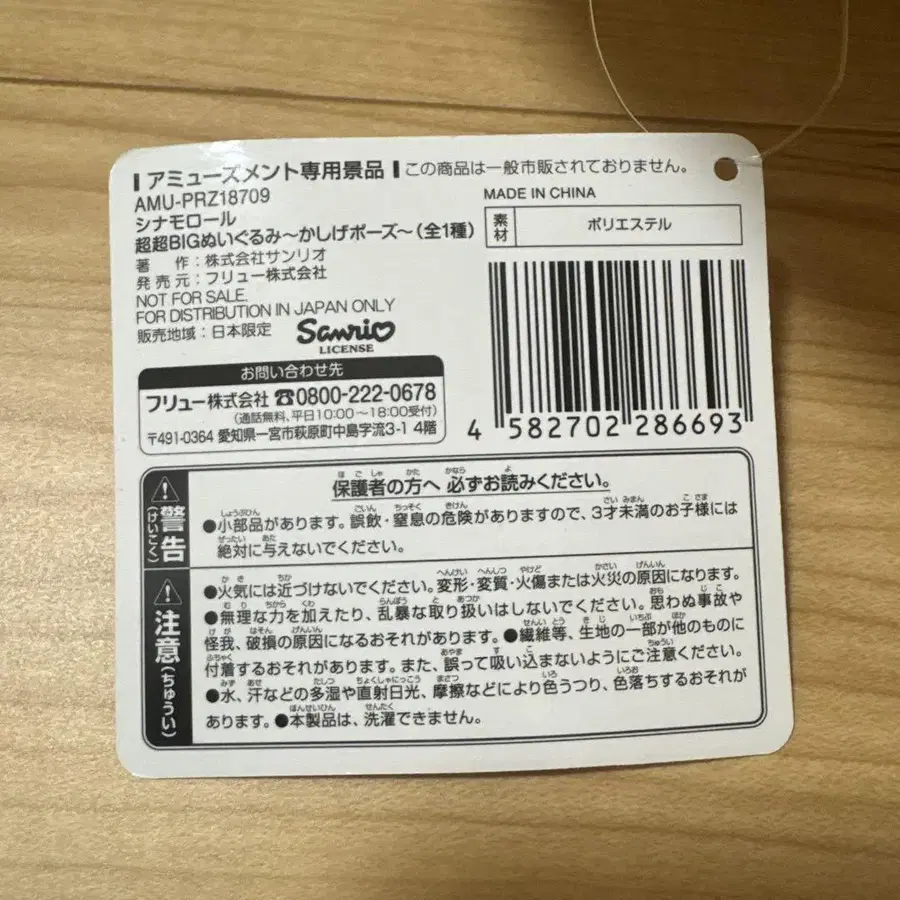 アミューズメント専用景品 この商品は一般市販されておりません。
AMU-PRZ18709
シナモロール
超超BIGぬいぐるみ〜かしげポーズ〜(全1種)
著 作:株式会社サンリオ
発 売 元:フリュー株式会社
NOT FOR SALE.
FOR DISTRIBUTION IN JAPAN ONLY
販売地域:日本限定
Sanrio
LICENSE
MADE IN CHINA
素材 ポリエステル
4 582702 286693
お問い合わせ先
フリュー株式会社 ☎0800-222-0678
(通話無料、平日10:00〜18:00受付)
〒491-0364 愛知県一宮市萩原町中島字流3-1 4階
⚠警告(けいこく)
保護者の方へ 必ずお読みください。
●小部品があります。誤飲・窒息の危険がありますので、3才未満のお子様には
絶対に与えないでください。
⚠注意(ちゅうい)
●火気には近づけないでください。変形・変質・火傷または火災の原因になります。
●無理な力を加えたり、乱暴な取り扱いはしないでください。思わぬ事故や
怪我、破損の原因になるおそれがあります。●繊維等、生地の一部が他のものに
付着するおそれがあります。また、誤って吸い込まないようにご注意ください。
●水、汗などの多湿や直射日光、摩擦などにより色うつり、色落ちするおそれが
あります。●本製品は、洗濯できません。